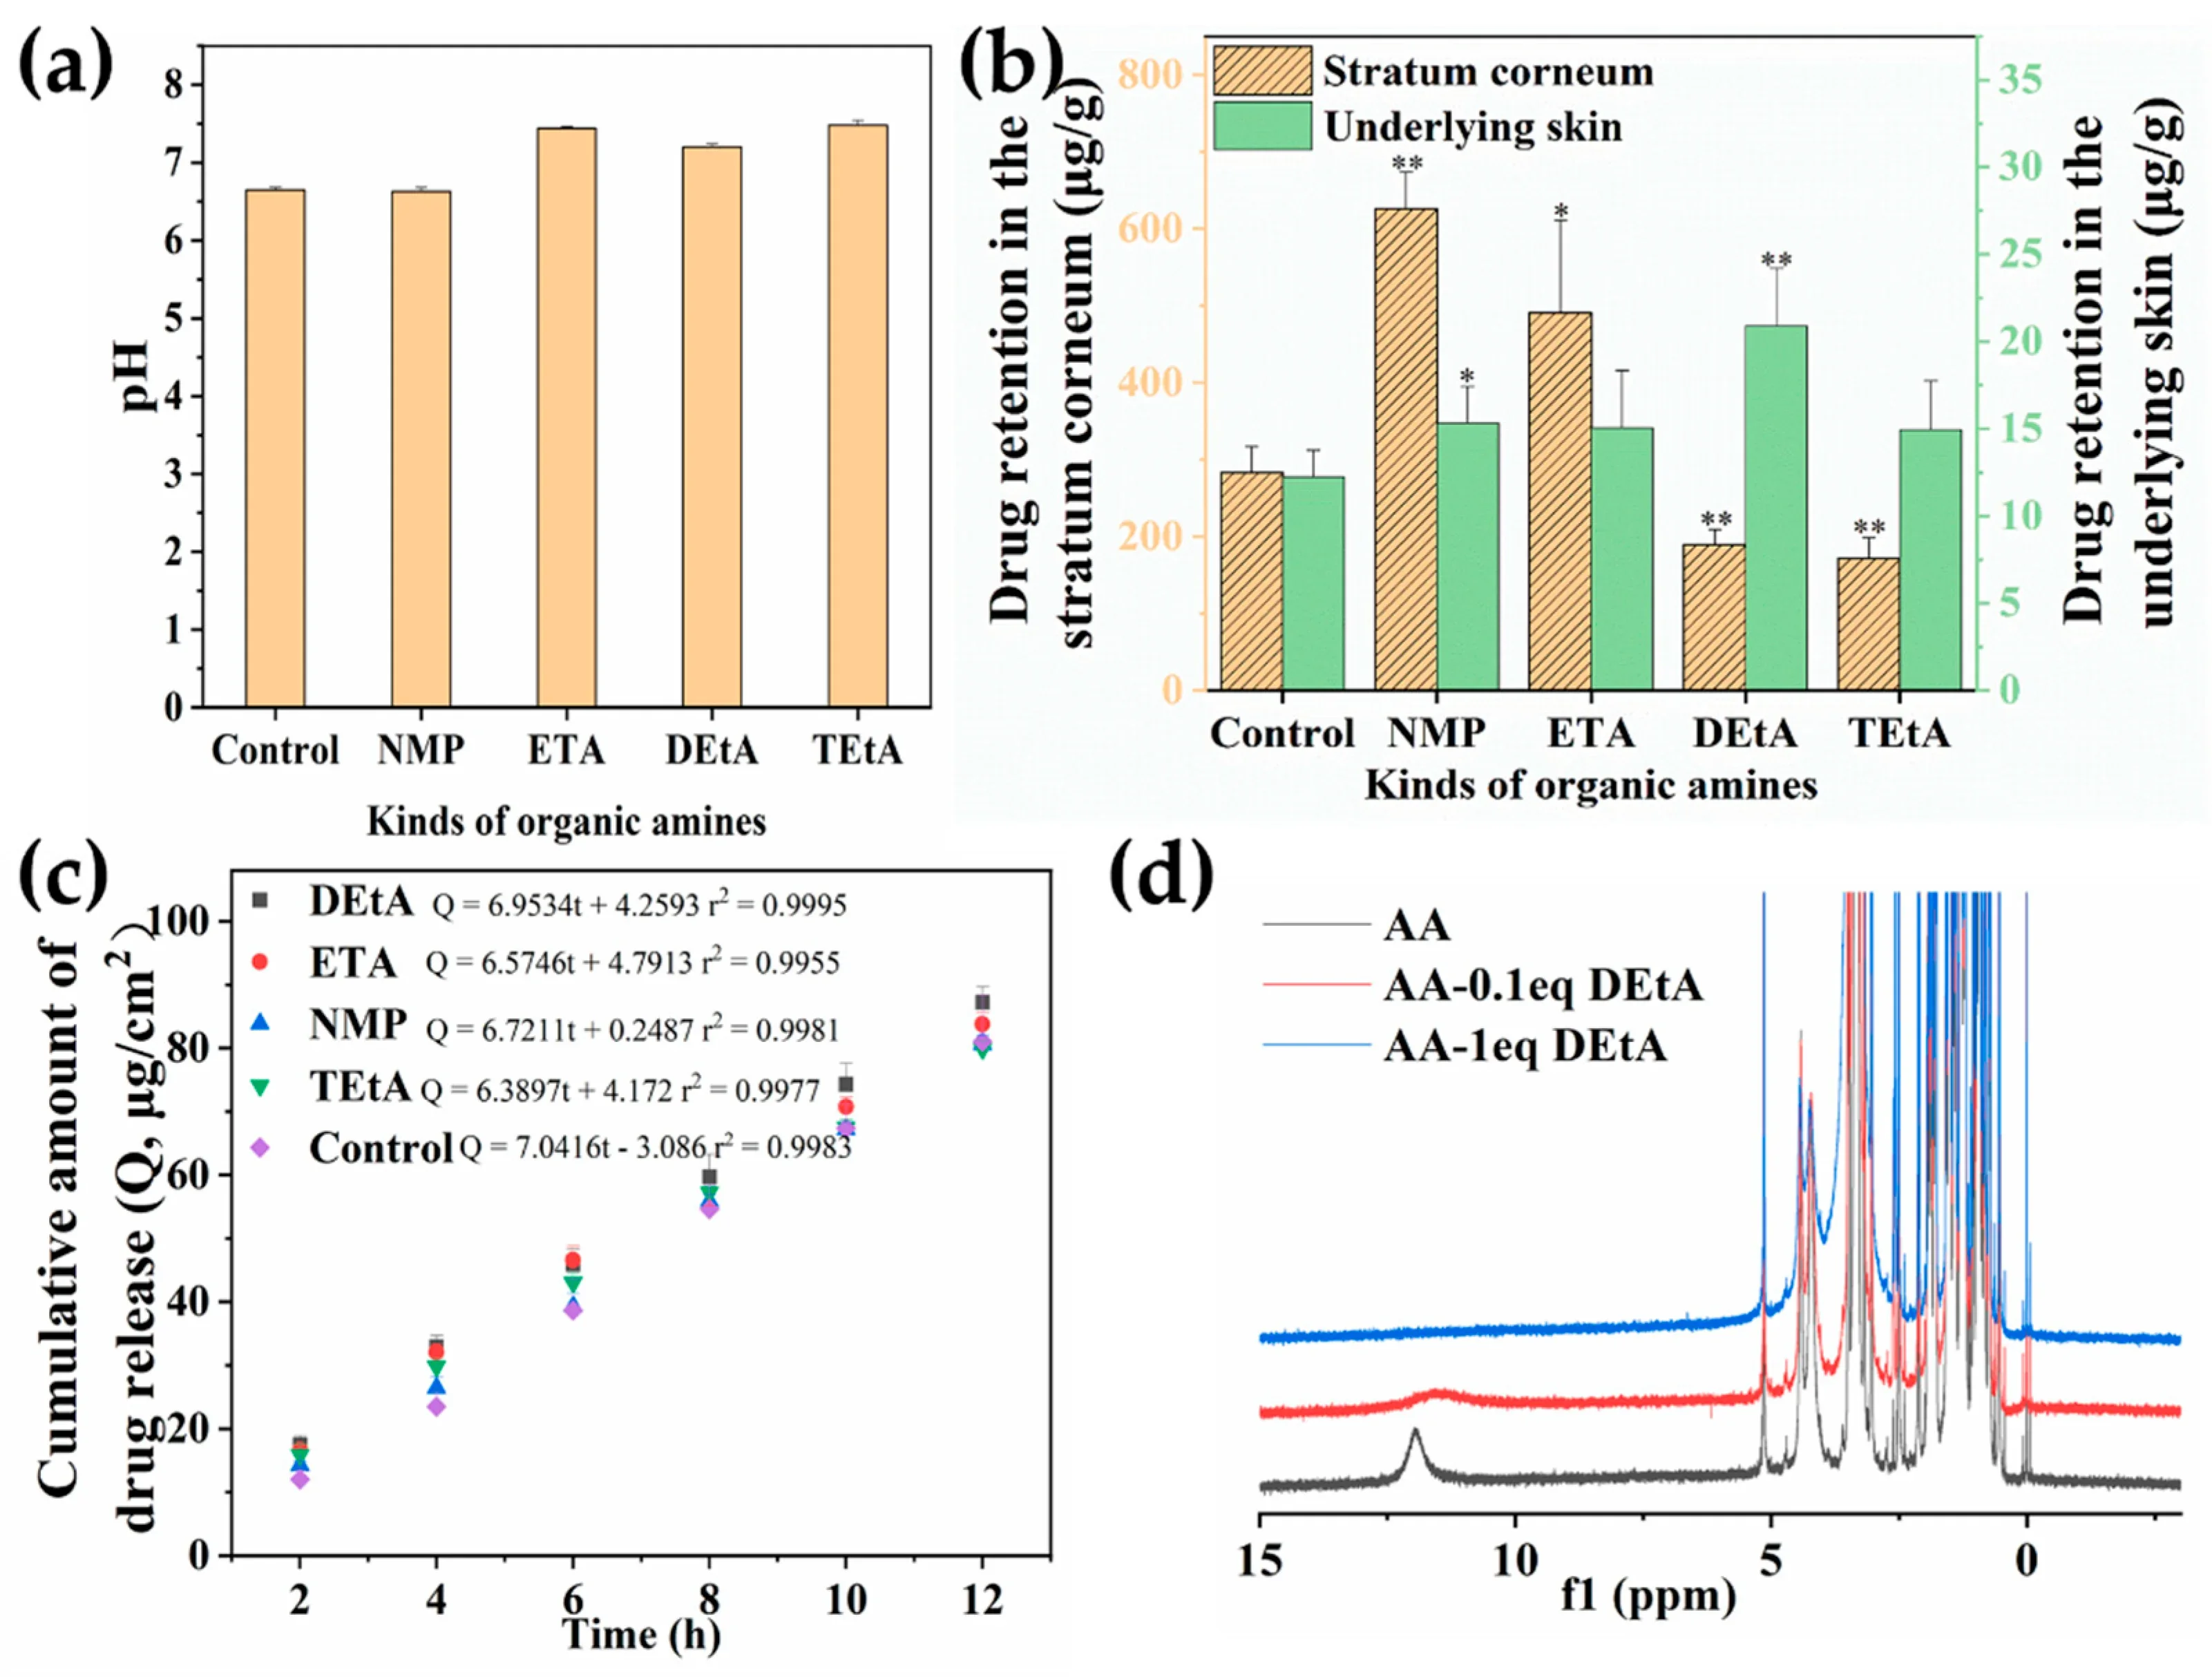 (a)
8
7
6
5
4
3
2
1
0
pH
Control NMP ETA DEtA TEtA
Kinds of organic amines
(b)
Stratum corneum
Underlying skin
Drug retention in the
stratum corneum (μg/g)
800
600
400
200
0
**
*
*
**
**
**
35
30
25
20
15
10
5
0
Drug retention in the
underlying skin (μg/g)
Control NMP ETA DEtA TEtA
Kinds of organic amines
(c)
DEtA Q = 6.9534t + 4.2593 r² = 0.9995
ETA Q = 6.5746t + 4.7913 r² = 0.9955
NMP Q = 6.7211t + 0.2487 r² = 0.9981
TEtA Q = 6.3897t + 4.172 r² = 0.9977
Control Q = 7.0416t - 3.086 r² = 0.9983
Cumulative amount of
drug release (Q, μg/cm²)
100
80
60
40
20
0
2 4 6 8 10 12
Time (h)
(d)
AA
AA-0.1eq DEtA
AA-1eq DEtA
15 10 5 0
f1 (ppm)